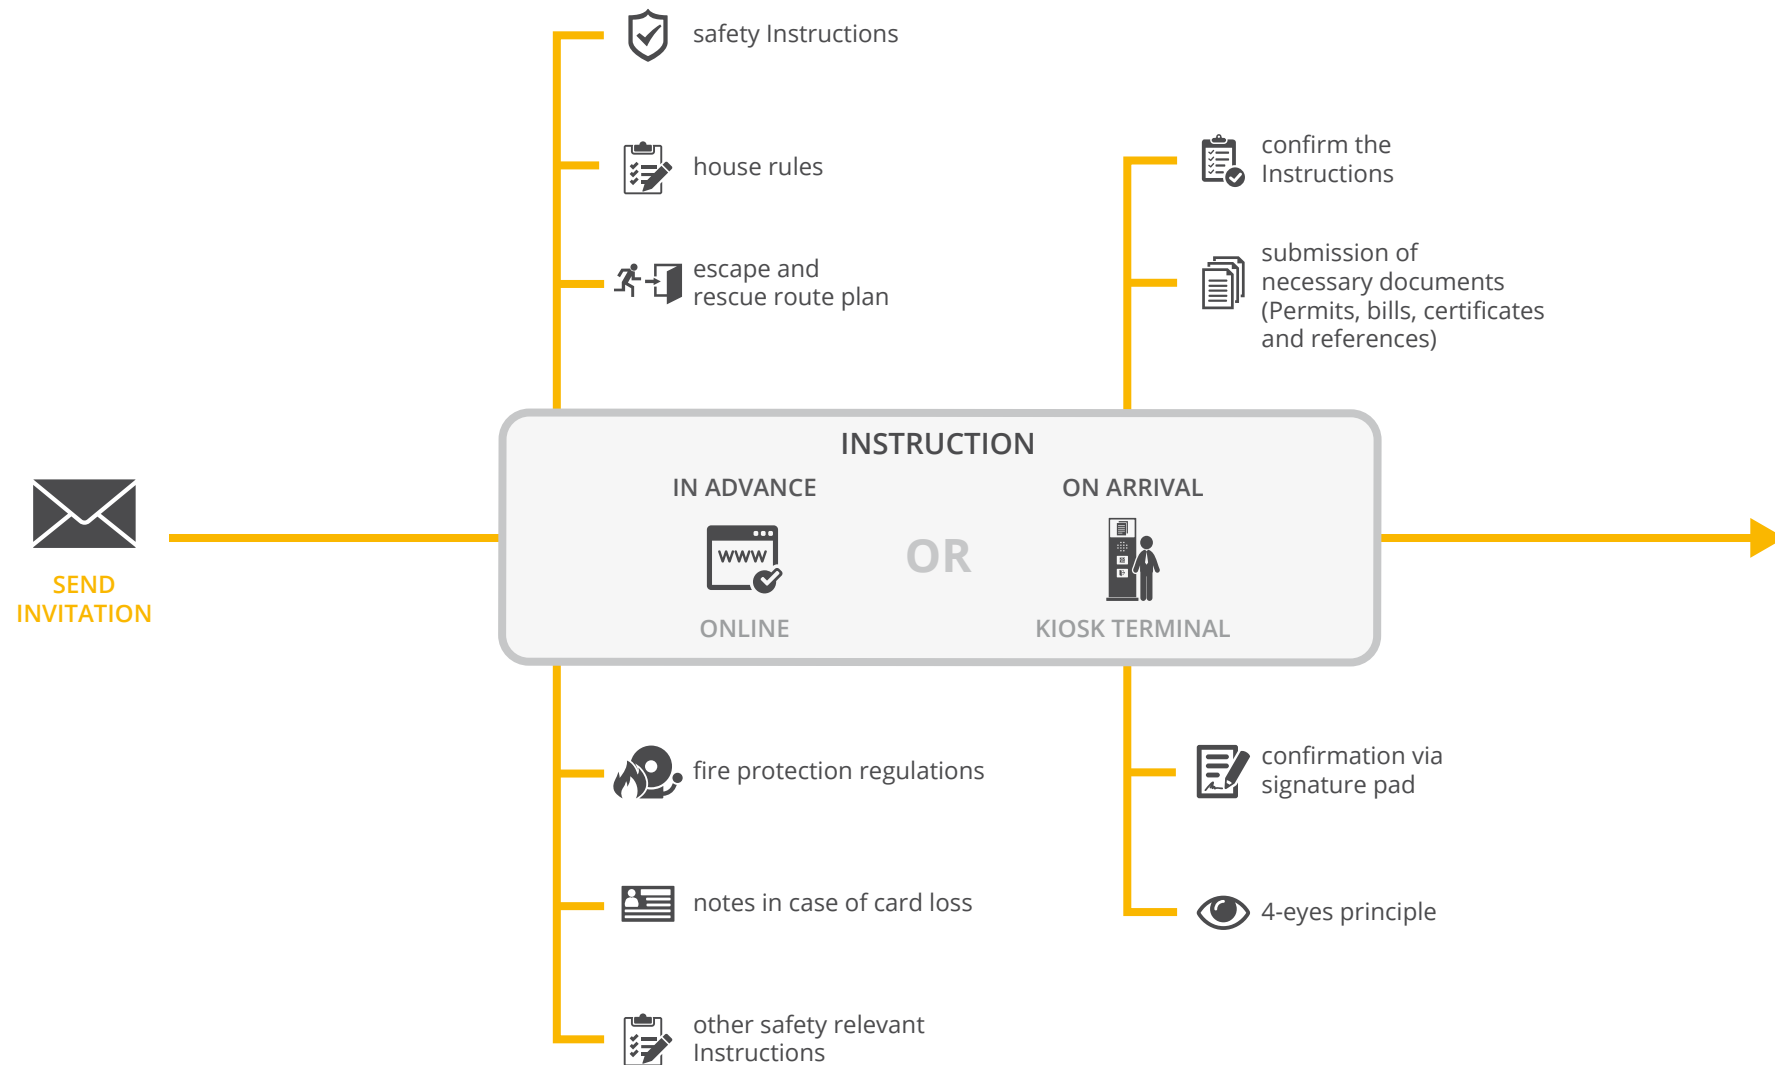 safety Instructions
house rules
escape and
rescue route plan
confirm the
Instructions
submission of
necessary documents
(Permits, bills, certificates
and references)
SEND
INVITATION
INSTRUCTION
IN ADVANCE
www
ONLINE
OR
ON ARRIVAL
KIOSK TERMINAL
fire protection regulations
notes in case of card loss
other safety relevant
Instructions
confirmation via
signature pad
4-eyes principle